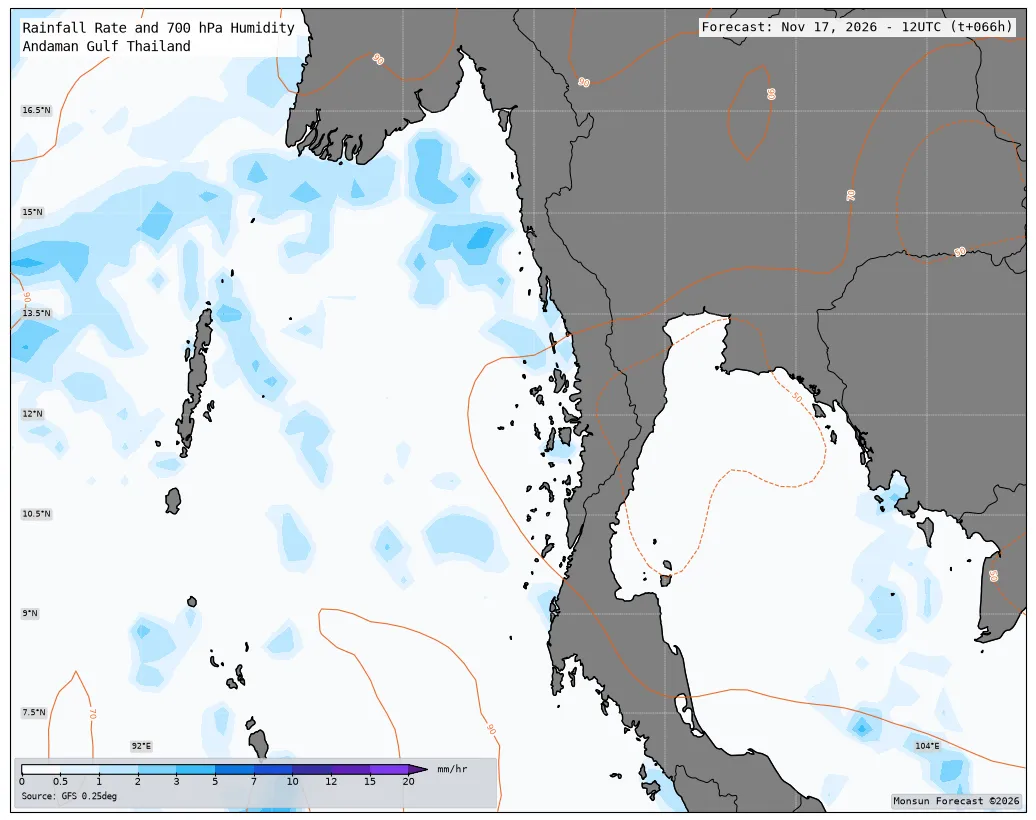 Rainfall Rate and 700 hPa Humidity
Andaman Gulf Thailand
Forecast: Nov 17, 2026 - 12UTC (t+066h)
90
90
90
16.5°N
70
15°N
90
90
13.5°N
50
12°N
10.5°N
90
9°N
7.5°N
70
90
92°E
104°E
0 0.5 1 2 3 5 7 10 12 15 20 mm/hr
Source: GFS 0.25deg
Monsun Forecast ©2026